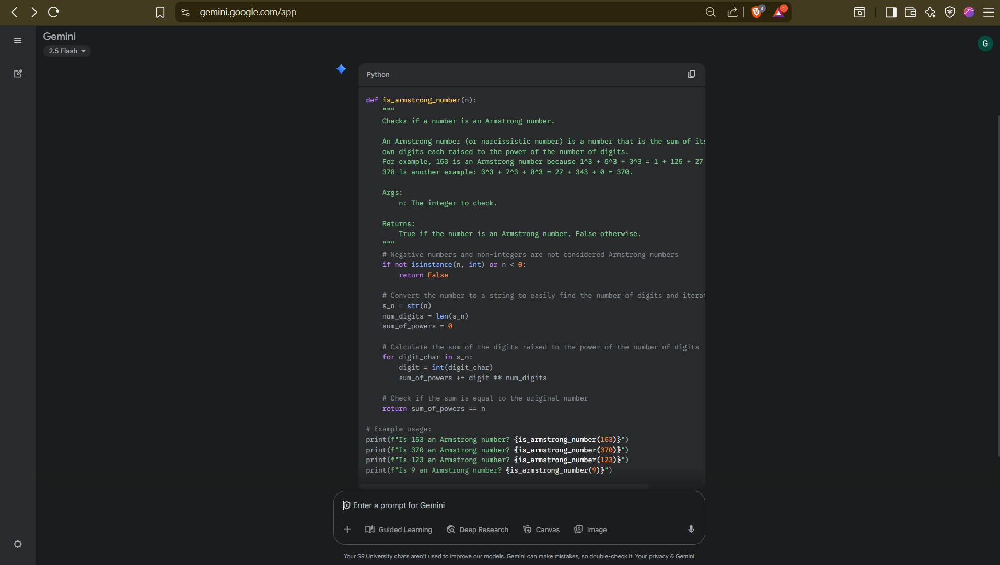 gemini.google.com/app
4
1
Gemini
2.5 Flash
G
Python
def is_armstrong_number(n):
"""
Checks if a number is an Armstrong number.
An Armstrong number (or narcissistic number) is a number that is the sum of its
own digits each raised to the power of the number of digits.
For example, 153 is an Armstrong number because 1^3 + 5^3 + 3^3 = 1 + 125 + 27
370 is another example: 3^3 + 7^3 + 0^3 = 27 + 343 + 0 = 370.
Args:
n: The integer to check.
Returns:
True if the number is an Armstrong number, False otherwise.
"""
# Negative numbers and non-integers are not considered Armstrong numbers
if not isinstance(n, int) or n < 0:
return False
# Convert the number to a string to easily find the number of digits and iterat
s_n = str(n)
num_digits = len(s_n)
sum_of_powers = 0
# Calculate the sum of the digits raised to the power of the number of digits
for digit_char in s_n:
digit = int(digit_char)
sum_of_powers += digit ** num_digits
# Check if the sum is equal to the original number
return sum_of_powers == n
# Example usage:
print(f"Is 153 an Armstrong number? {is_armstrong_number(153)}")
print(f"Is 370 an Armstrong number? {is_armstrong_number(370)}")
print(f"Is 123 an Armstrong number? {is_armstrong_number(123)}")
print(f"Is 9 an Armstrong number? {is_armstrong_number(9)}")
Enter a prompt for Gemini
Guided Learning Deep Research Canvas Image
Your SR University chats aren't used to improve our models. Gemini can make mistakes, so double-check it. Your privacy & Gemini